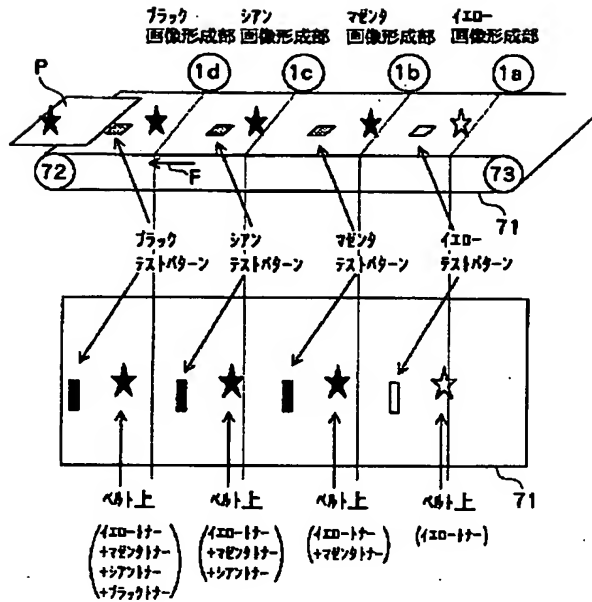 ブラック シアン マゼンタ イエロー
画像形成部 画像形成部 画像形成部 画像形成部
P 1d 1c 1b 1a
72 F 73
71
ブラック シアン マゼンタ イエロー
テストパターン テストパターン テストパターン テストパターン
ベルト上 ベルト上 ベルト上 ベルト上 71
(イエロートナー (イエロートナー (イエロートナー (イエロートナー)
+マゼンタトナー +マゼンタトナー +マゼンタトナー)
+シアントナー +シアントナー)
+ブラックトナー)